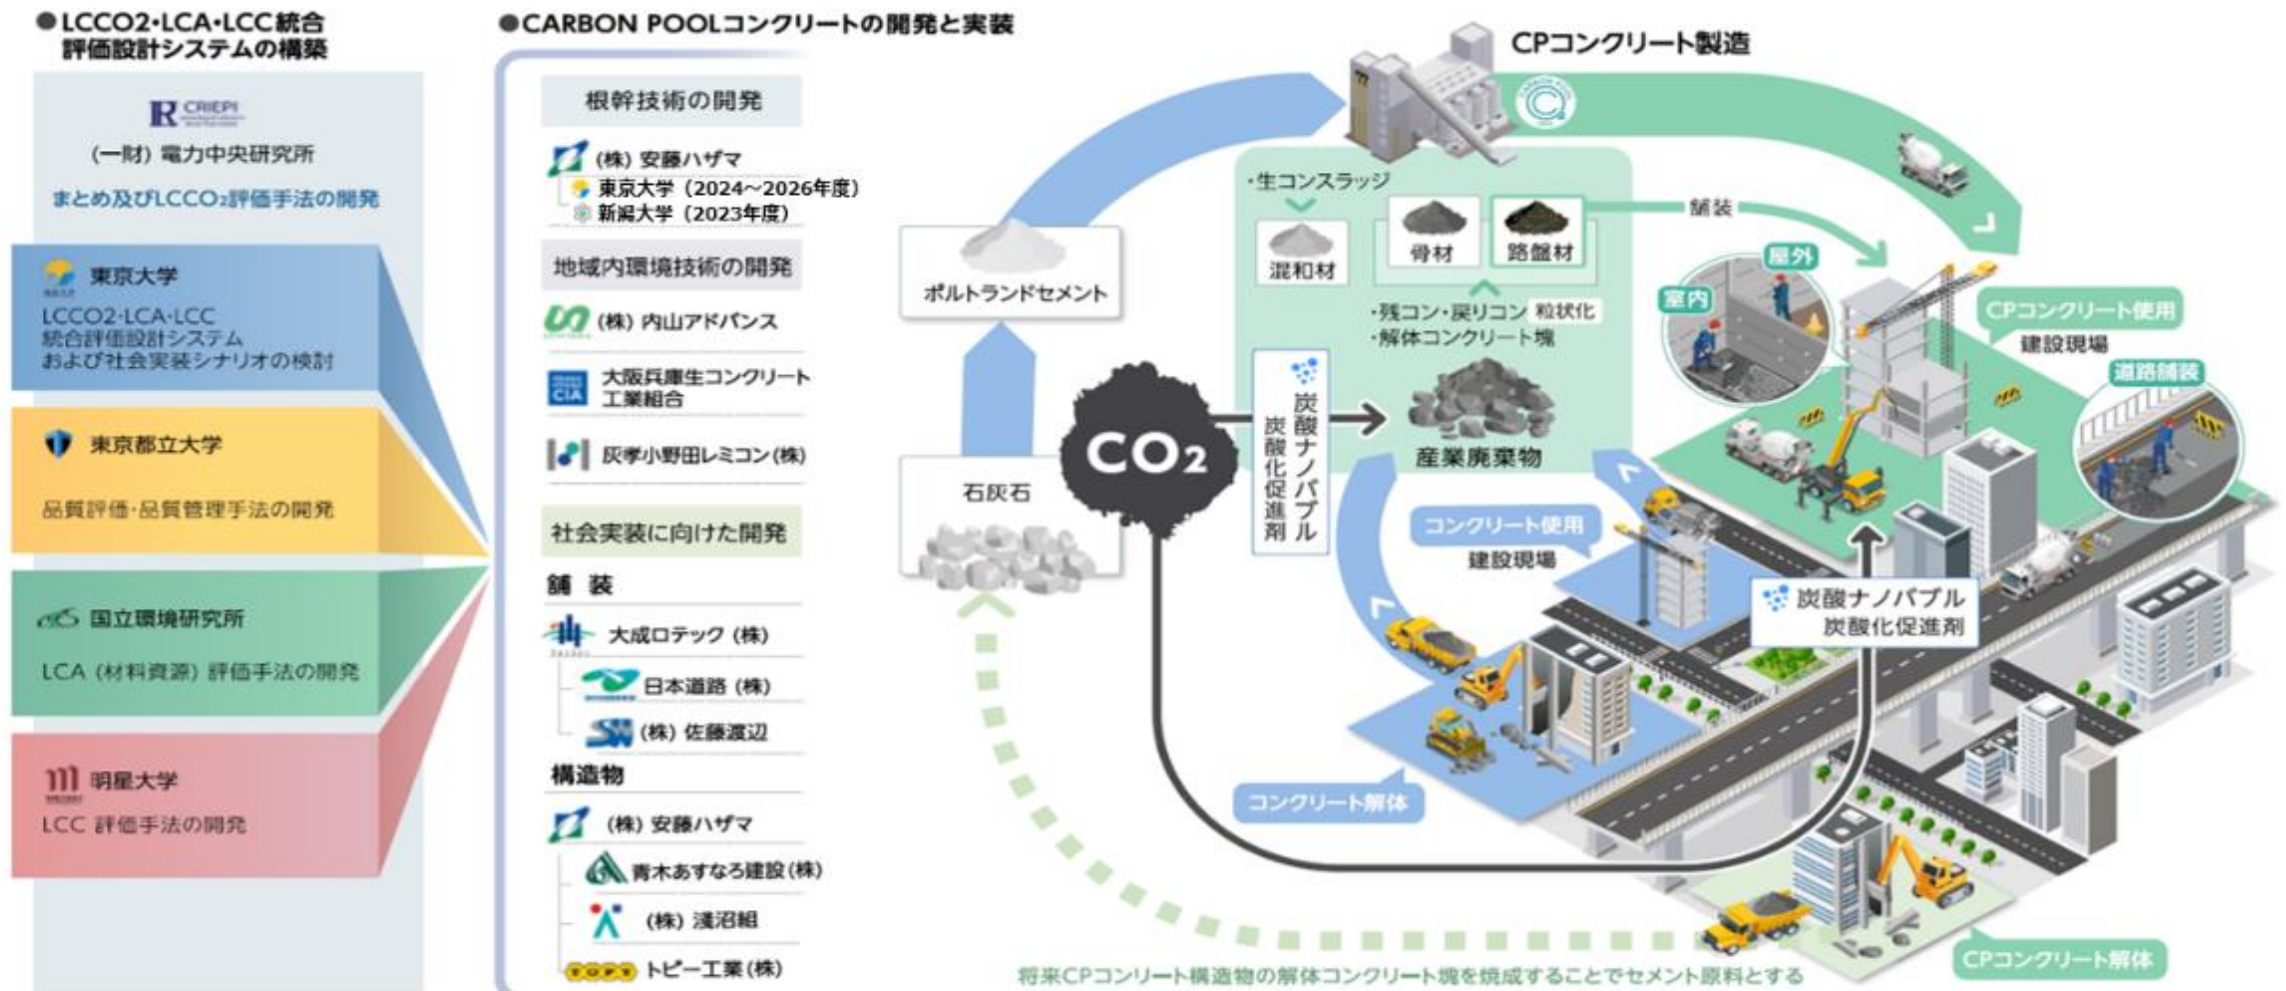 ●LCCO2・LCA・LCC統合
評価設計システムの構築
CRIEPI
(一財) 電力中央研究所
まとめ及びLCCO₂評価手法の開発
東京大学
LCCO2・LCA・LCC
統合評価設計システム
および社会実装シナリオの検討
東京都立大学
品質評価・品質管理手法の開発
国立環境研究所
LCA (材料資源) 評価手法の開発
明星大学
LCC 評価手法の開発
●CARBON POOLコンクリートの開発と実装
根幹技術の開発
(株) 安藤ハザマ
東京大学（2024～2026年度）
新潟大学（2023年度）
地域内環境技術の開発
(株) 内山アドバンス
CIA
大阪兵庫生コンクリート
工業組合
灰孝小野田レミコン(株)
社会実装に向けた開発
舗 装
大成ロテック (株)
日本道路 (株)
(株) 佐藤渡辺
構造物
(株) 安藤ハザマ
青木あすなろ建設(株)
(株) 淺沼組
TOPY
トピー工業(株)
CPコンクリート製造
・生コンスラッジ
混和材
骨材
路盤材
舗装
・残コン・戻りコン 粒状化
・解体コンクリート塊
産業廃棄物
ポルトランドセメント
石灰石
CO₂
炭酸ナノバブル
炭酸化促進剤
屋外
室内
CPコンクリート使用
建設現場
道路舗装
コンクリート使用
建設現場
炭酸ナノバブル
炭酸化促進剤
コンクリート解体
CPコンクリート解体
将来CPコンリート構造物の解体コンクリート塊を焼成することでセメント原料とする